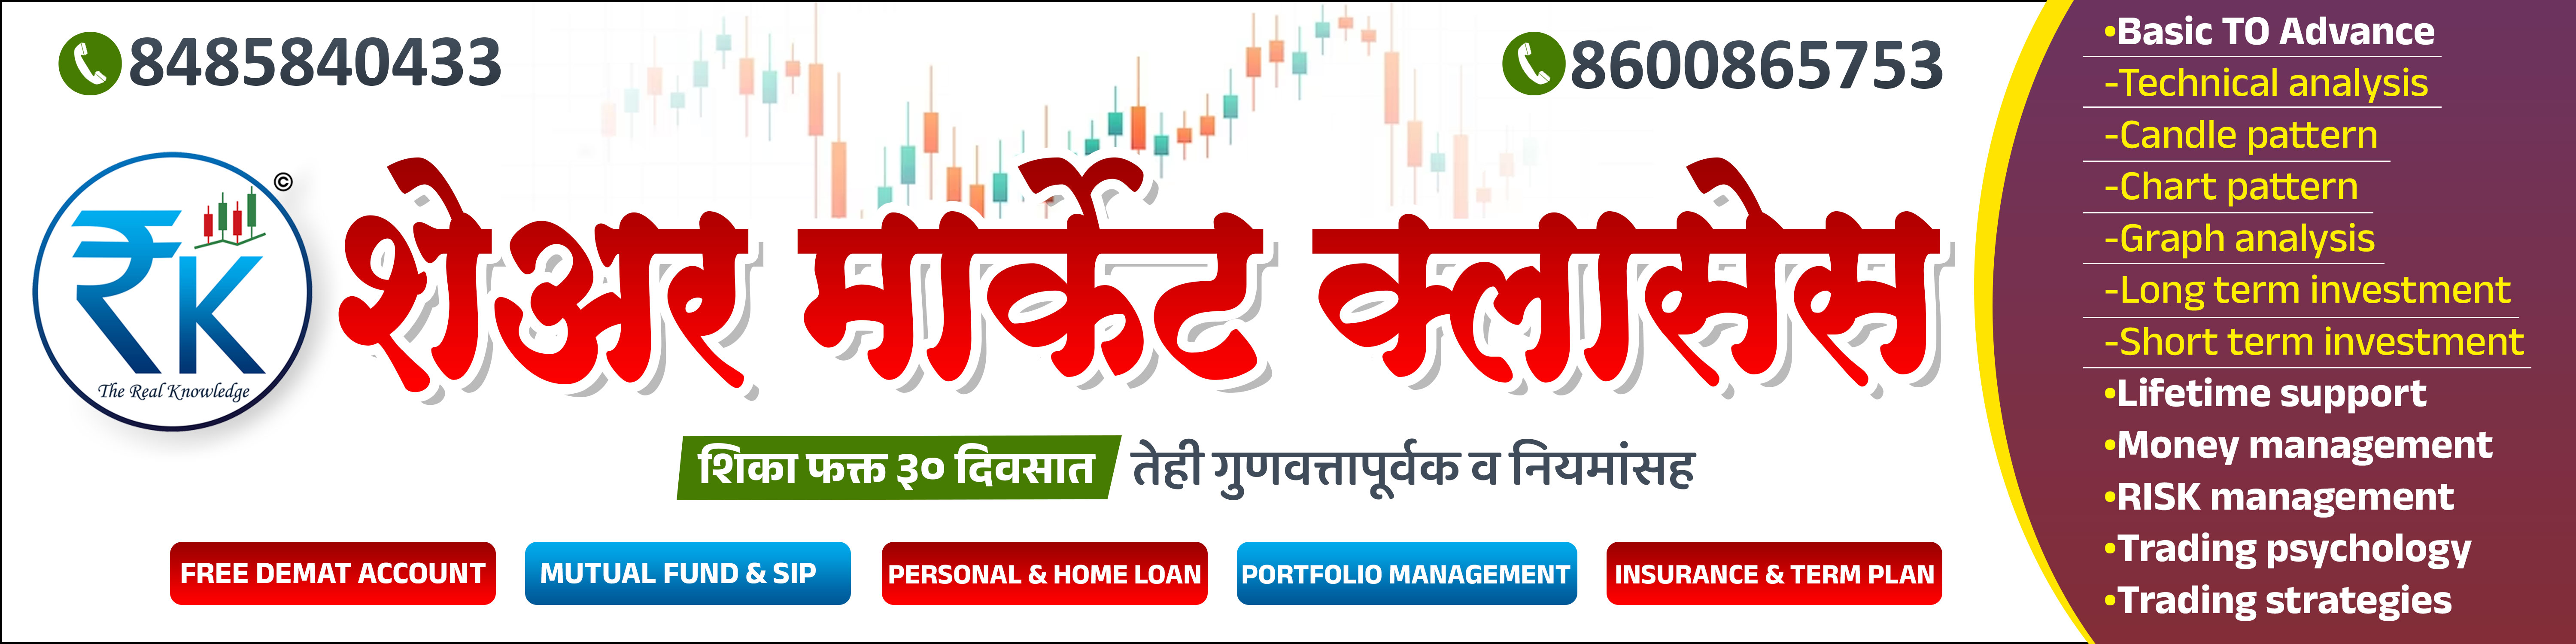 8485840433
8600865753
©
₹K
The Real Knowledge
शेअर मार्केट क्लासेस
शिका फक्त ३० दिवसात तेही गुणवत्तापूर्वक व नियमांसह
FREE DEMAT ACCOUNT
MUTUAL FUND & SIP
PERSONAL & HOME LOAN
PORTFOLIO MANAGEMENT
INSURANCE & TERM PLAN
•Basic TO Advance
-Technical analysis
-Candle pattern
-Chart pattern
-Graph analysis
-Long term investment
-Short term investment
•Lifetime support
•Money management
•RISK management
•Trading psychology
•Trading strategies